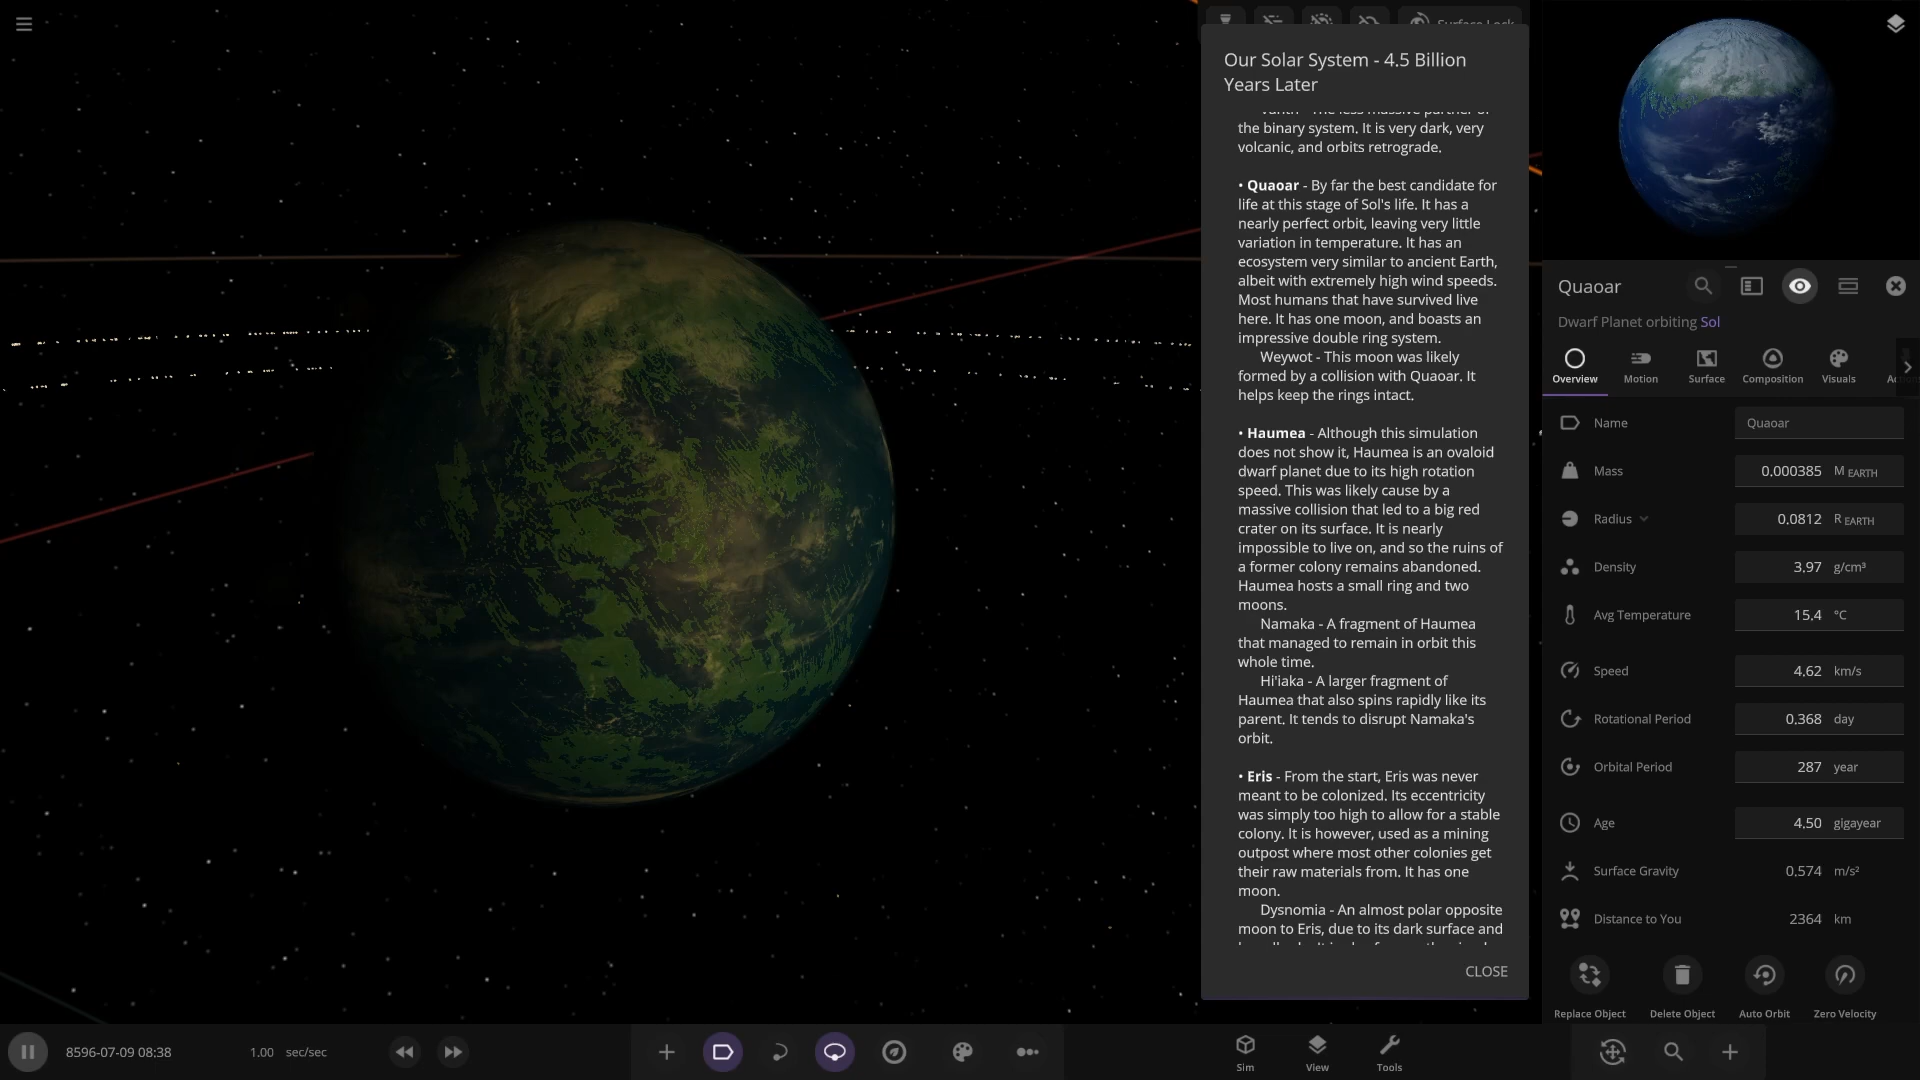 Surface Lock
Our Solar System - 4.5 Billion
Years Later
Vanth - The less massive partner of
the binary system. It is very dark, very
volcanic, and orbits retrograde.
• Quaoar - By far the best candidate for
life at this stage of Sol's life. It has a
nearly perfect orbit, leaving very little
variation in temperature. It has an
ecosystem very similar to ancient Earth,
albeit with extremely high wind speeds.
Most humans that have survived live
here. It has one moon, and boasts an
impressive double ring system.
Weywot - This moon was likely
formed by a collision with Quaoar. It
helps keep the rings intact.
• Haumea - Although this simulation
does not show it, Haumea is an ovaloid
dwarf planet due to its high rotation
speed. This was likely cause by a
massive collision that led to a big red
crater on its surface. It is nearly
impossible to live on, and so the ruins of
a former colony remains abandoned.
Haumea hosts a small ring and two
moons.
Namaka - A fragment of Haumea
that managed to remain in orbit this
whole time.
Hi'iaka - A larger fragment of
Haumea that also spins rapidly like its
parent. It tends to disrupt Namaka's
orbit.
• Eris - From the start, Eris was never
meant to be colonized. Its eccentricity
was simply too high to allow for a stable
colony. It is however, used as a mining
outpost where most other colonies get
their raw materials from. It has one
moon.
Dysnomia - An almost polar opposite
moon to Eris, due to its dark surface and
CLOSE
Quaoar
Dwarf Planet orbiting Sol
Overview Motion Surface Composition Visuals
Name Quaoar
Mass 0.000385 M EARTH
Radius 0.0812 R EARTH
Density 3.97 g/cm³
Avg Temperature 15.4 °C
Speed 4.62 km/s
Rotational Period 0.368 day
Orbital Period 287 year
Age 4.50 gigayear
Surface Gravity 0.574 m/s²
Distance to You 2364 km
Replace Object Delete Object Auto Orbit Zero Velocity
8596-07-09 08:38 1.00 sec/sec
Sim View Tools